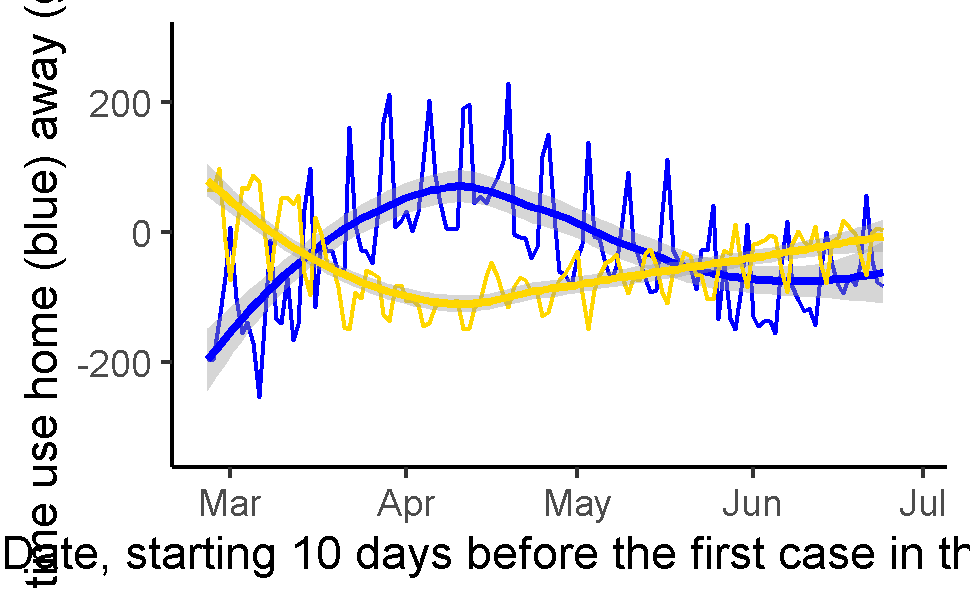 time use home (blue) away (
200
0
-200
Mar Apr May Jun Jul
Date, starting 10 days before the first case in th